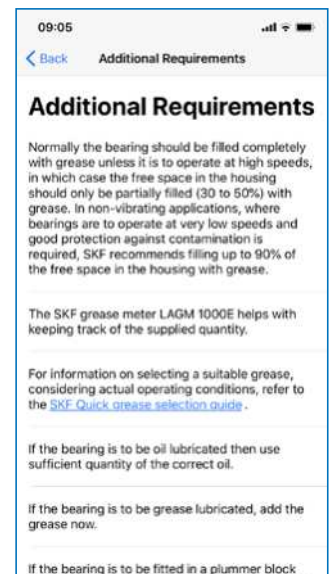 09:05
Back Additional Requirements
Additional Requirements
Normally the bearing should be filled completely
with grease unless it is to operate at high speeds,
in which case the free space in the housing
should only be partially filled (30 to 50%) with
grease. In non-vibrating applications, where
bearings are to operate at very low speeds and
good protection against contamination is
required, SKF recommends filling up to 90% of
the free space in the housing with grease.
The SKF grease meter LAGM 1000E helps with
keeping track of the supplied quantity.
For information on selecting a suitable grease,
considering actual operating conditions, refer to
the SKF Quick grease selection guide .
If the bearing is to be oil lubricated then use
sufficient quantity of the correct oil.
If the bearing is to be grease lubricated, add the
grease now.
If the bearing is to be fitted in a plummer block